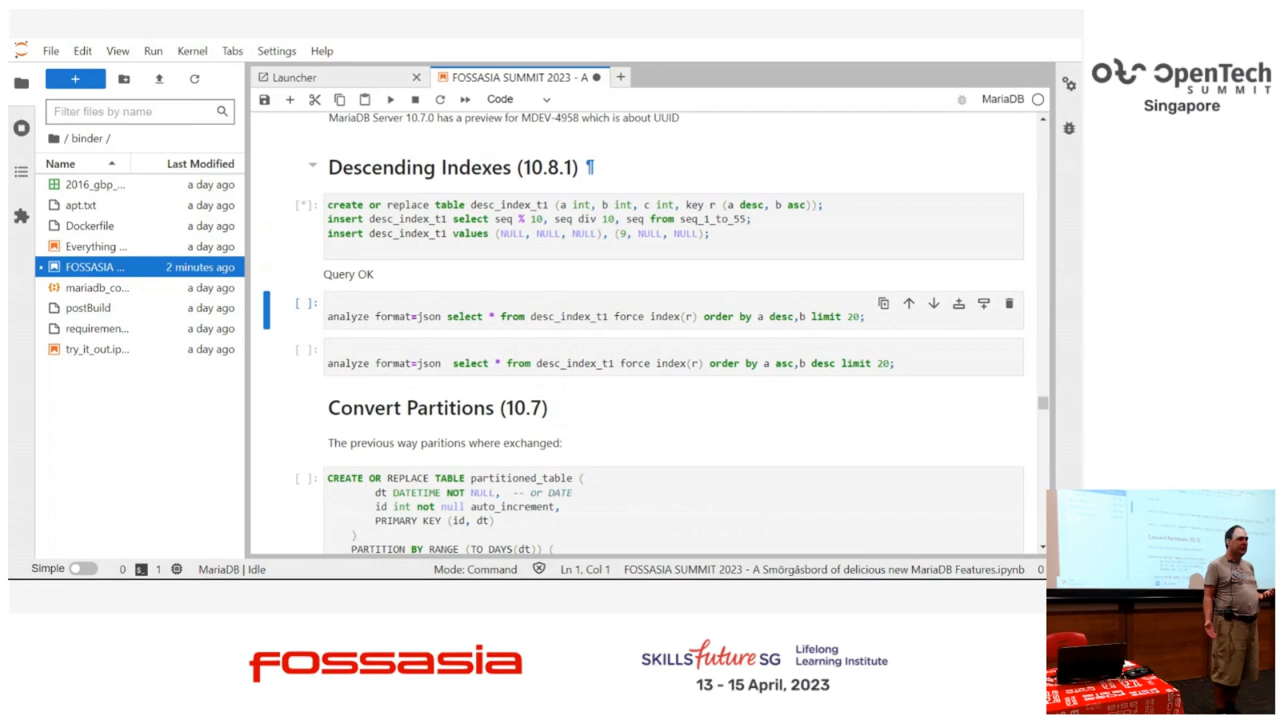 File Edit View Run Kernel Tabs Settings Help
Launcher
FOSSASIA SUMMIT 2023 - A
Code
MariaDB
Filter files by name
/ binder /
Name Last Modified
2016_gbp_... a day ago
apt.txt a day ago
Dockerfile a day ago
Everything ... a day ago
FOSSASIA ... 2 minutes ago
mariadb_co... a day ago
postBuild a day ago
requiremen... a day ago
try_it_out.ip... a day ago
MariaDB Server 10.7.0 has a preview for MDEV-4958 which is about UUID
Descending Indexes (10.8.1) ¶
[*]: create or replace table desc_index_t1 (a int, b int, c int, key r (a desc, b asc));
insert desc_index_t1 select seq % 10, seq div 10, seq from seq_1_to_55;
insert desc_index_t1 values (NULL, NULL, NULL), (9, NULL, NULL);
Query OK
[ ]:
analyze format=json select * from desc_index_t1 force index(r) order by a desc,b limit 20;
[ ]:
analyze format=json  select * from desc_index_t1 force index(r) order by a asc,b desc limit 20;
Convert Partitions (10.7)
The previous way paritions where exchanged:
[ ]: CREATE OR REPLACE TABLE partitioned_table (
dt DATETIME NOT NULL,  -- or DATE
id int not null auto_increment,
PRIMARY KEY (id, dt)
)
PARTITION BY RANGE (TO_DAYS(dt)) (
Simple 0 1 MariaDB | Idle Mode: Command Ln 1, Col 1 FOSSASIA SUMMIT 2023 - A Smörgåsbord of delicious new MariaDB Features.ipynb 0
OpenTech
SUMMIT
Singapore
Convert Partitions (10.7)
FOSSASIA
SKILLS future SG
Lifelong
Learning Institute
13 - 15 April, 2023